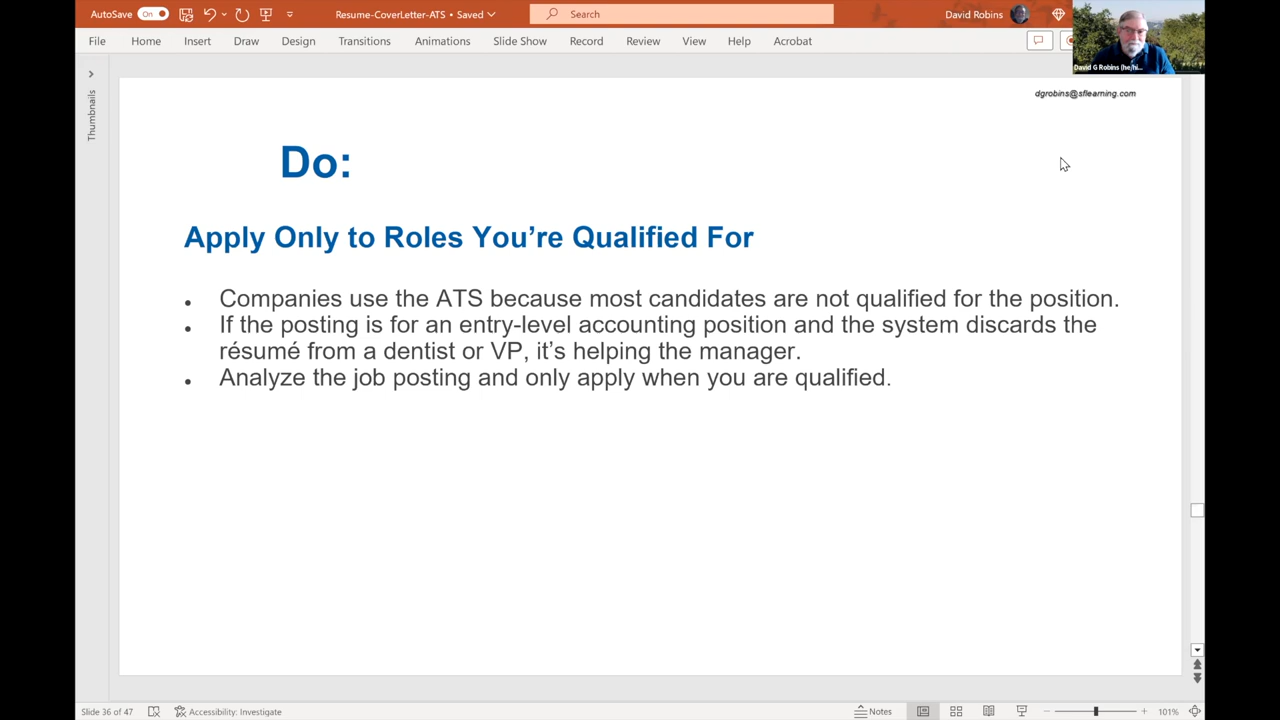 AutoSave On Resume-CoverLetter-ATS • Saved Search David Robins
File Home Insert Draw Design Transitions Animations Slide Show Record Review View Help Acrobat
David G Robins (he/hi...
Thumbnails
dgrobins@sflearning.com
Do:
Apply Only to Roles You’re Qualified For
• Companies use the ATS because most candidates are not qualified for the position.
• If the posting is for an entry-level accounting position and the system discards the
résumé from a dentist or VP, it’s helping the manager.
• Analyze the job posting and only apply when you are qualified.
Slide 36 of 47 Accessibility: Investigate Notes 101%